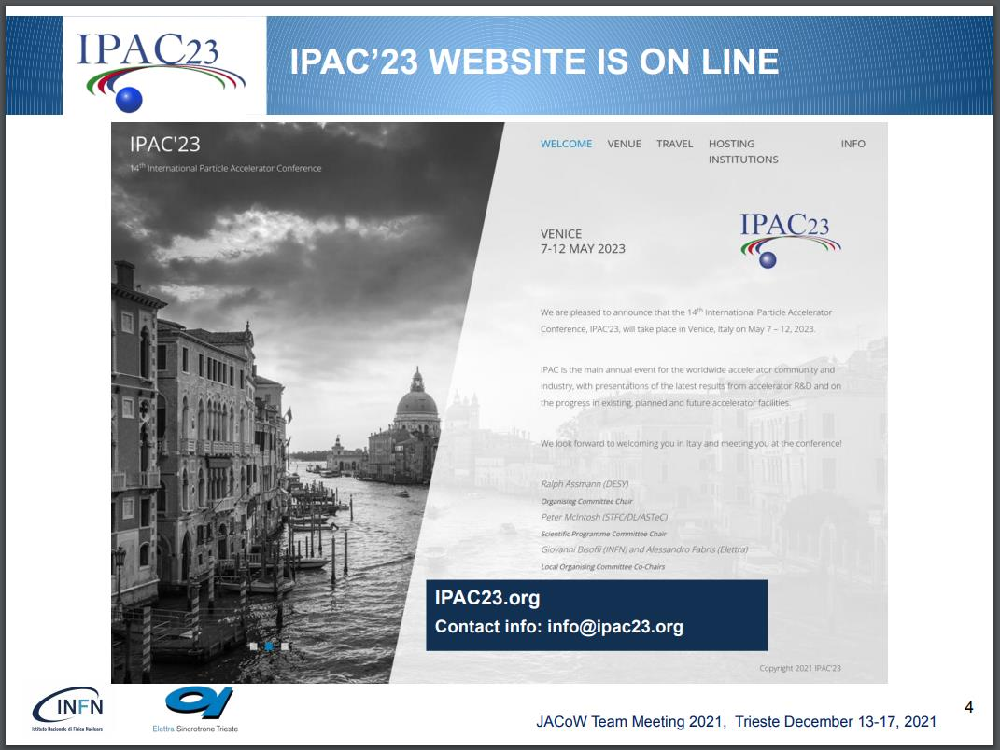 IPAC23
IPAC’23 WEBSITE IS ON LINE
IPAC'23
14th International Particle Accelerator Conference
WELCOME VENUE TRAVEL HOSTING INSTITUTIONS INFO
IPAC23
VENICE
7-12 MAY 2023
We are pleased to announce that the 14th International Particle Accelerator
Conference, IPAC'23, will take place in Venice, Italy on May 7 – 12, 2023.
IPAC is the main annual event for the worldwide accelerator community and
industry, with presentations of the latest results from accelerator R&D and on
the progress in existing, planned and future accelerator facilities.
We look forward to welcoming you in Italy and meeting you at the conference!
Ralph Assmann (DESY)
Organising Committee Chair
Peter McIntosh (STFC/DL/ASTeC)
Scientific Programme Committee Chair
Giovanni Bisoffi (INFN) and Alessandro Fabris (Elettra)
Local Organising Committee Co-Chairs
IPAC23.org
Contact info: info@ipac23.org
Copyright 2021 IPAC'23
INFN
Istituto Nazionale di Fisica Nucleare
Elettra Sincrotrone Trieste
JACoW Team Meeting 2021, Trieste December 13-17, 2021
4